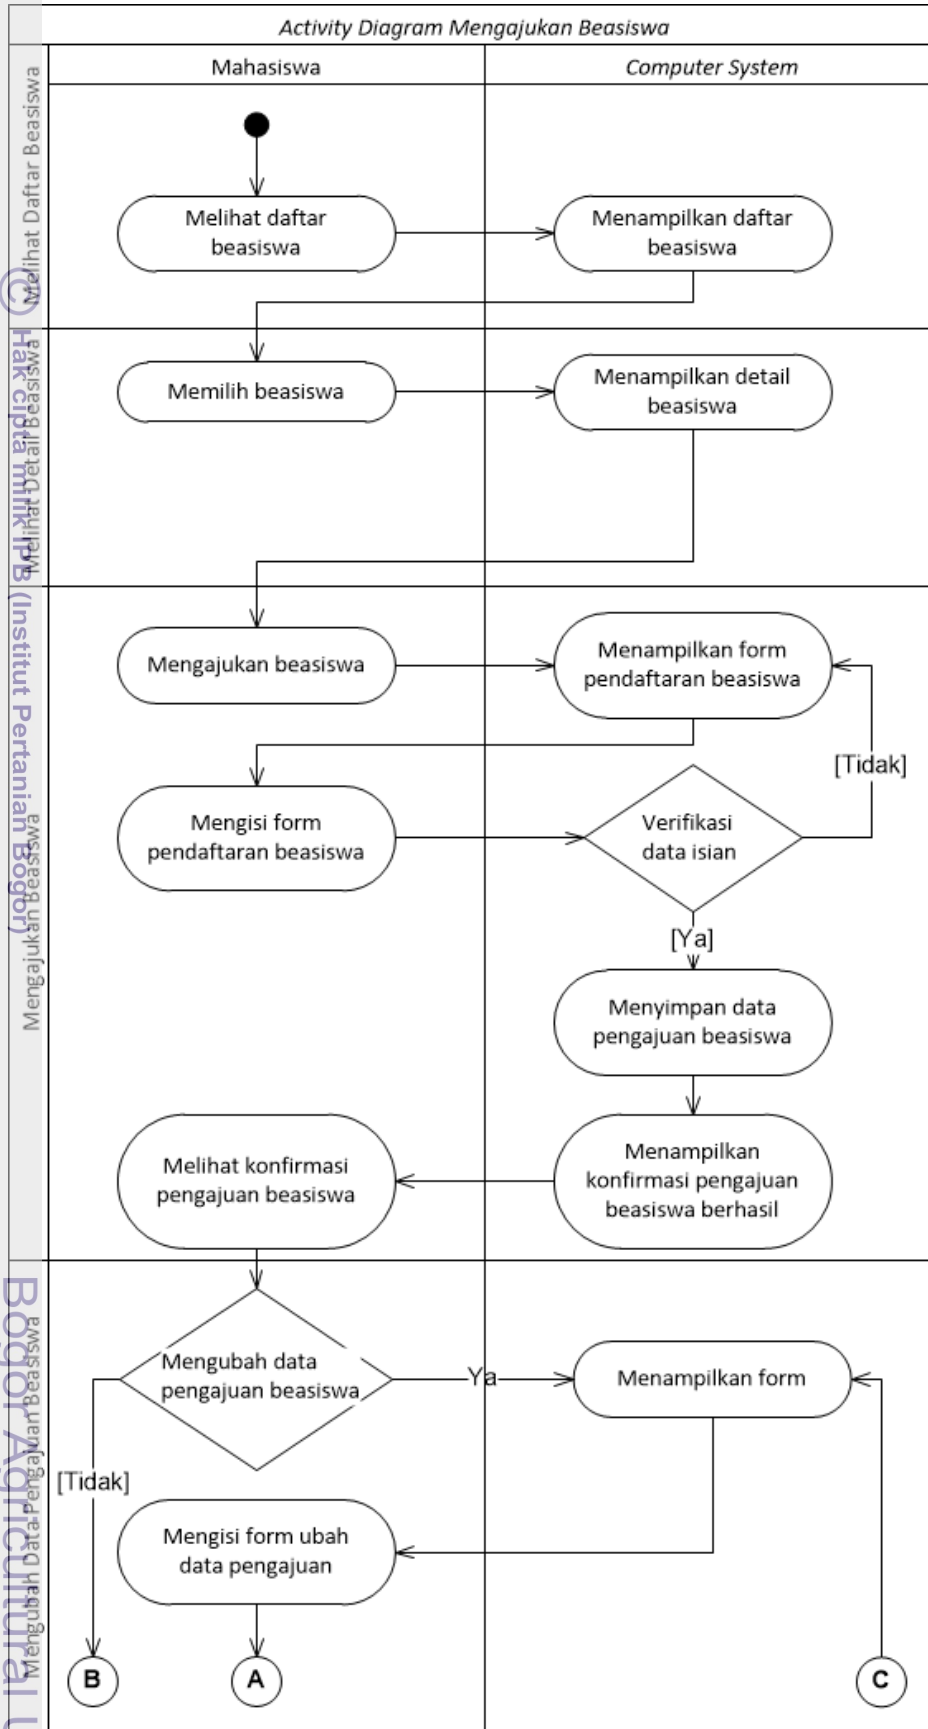 Activity Diagram Mengajukan Beasiswa
Mahasiswa
Computer System
Melihat Daftar Beasiswa
Melihat daftar
beasiswa
Menampilkan daftar
beasiswa
Melihat Detail Beasiswa
Memilih beasiswa
Menampilkan detail
beasiswa
Mengajukan Beasiswa
Mengajukan beasiswa
Menampilkan form
pendaftaran beasiswa
[Tidak]
Mengisi form
pendaftaran beasiswa
Verifikasi
data isian
[Ya]
Menyimpan data
pengajuan beasiswa
Melihat konfirmasi
pengajuan beasiswa
Menampilkan
konfirmasi pengajuan
beasiswa berhasil
Mengubah Data Pengajuan Beasiswa
Mengubah data
pengajuan beasiswa
Ya
Menampilkan form
[Tidak]
Mengisi form ubah
data pengajuan
B
A
C
© Hak cipta milik IPB (Institut Pertanian Bogor)
Bogor Agricultural